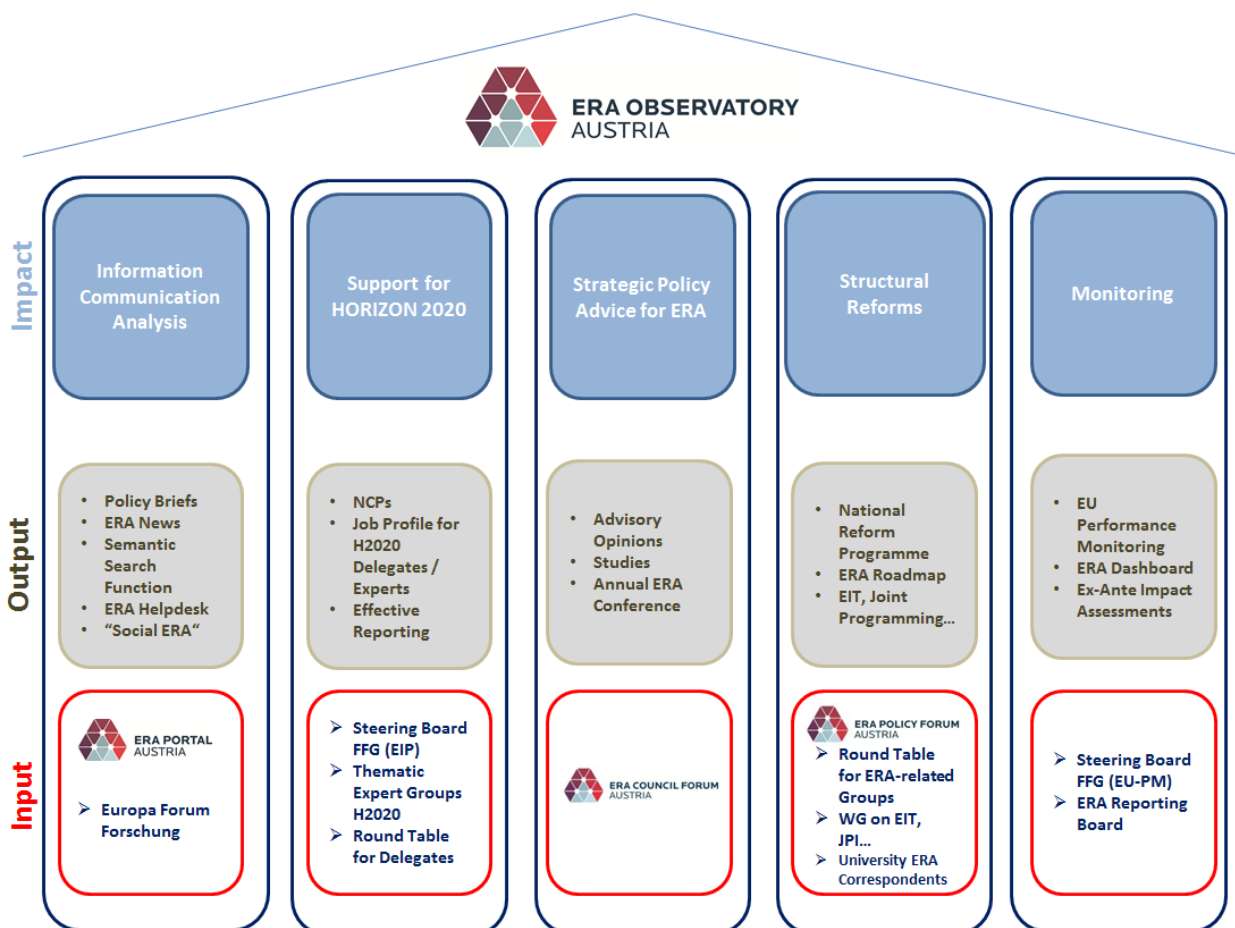 ERA OBSERVATORY
AUSTRIA
Impact
Information
Communication
Analysis
Support for
HORIZON 2020
Strategic Policy
Advice for ERA
Structural
Reforms
Monitoring
Output
• Policy Briefs
• ERA News
• Semantic
Search
Function
• ERA Helpdesk
• “Social ERA“
• NCPs
• Job Profile for
H2020
Delegates /
Experts
• Effective
Reporting
• Advisory
Opinions
• Studies
• Annual ERA
Conference
• National
Reform
Programme
• ERA Roadmap
• EIT, Joint
Programming…
• EU
Performance
Monitoring
• ERA Dashboard
• Ex-Ante Impact
Assessments
Input
ERA PORTAL
AUSTRIA
➢ Europa Forum
Forschung
➢ Steering Board
FFG (EIP)
➢ Thematic
Expert Groups
H2020
➢ Round Table
for Delegates
ERA COUNCIL FORUM
AUSTRIA
ERA POLICY FORUM
AUSTRIA
➢ Round Table
for ERA-related
Groups
➢ WG on EIT,
JPI…
➢ University ERA
Correspondents
➢ Steering Board
FFG (EU-PM)
➢ ERA Reporting
Board